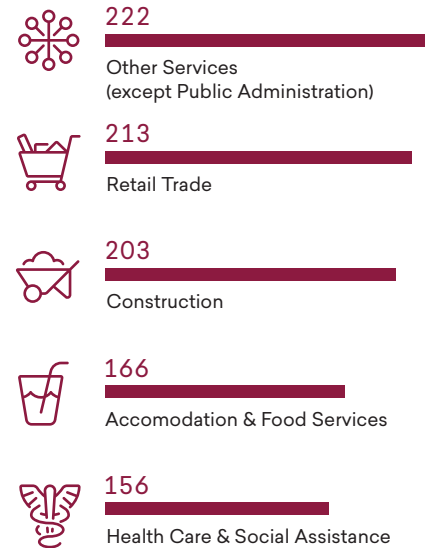 222
Other Services
(except Public Administration)
213
Retail Trade
203
Construction
166
Accomodation & Food Services
156
Health Care & Social Assistance